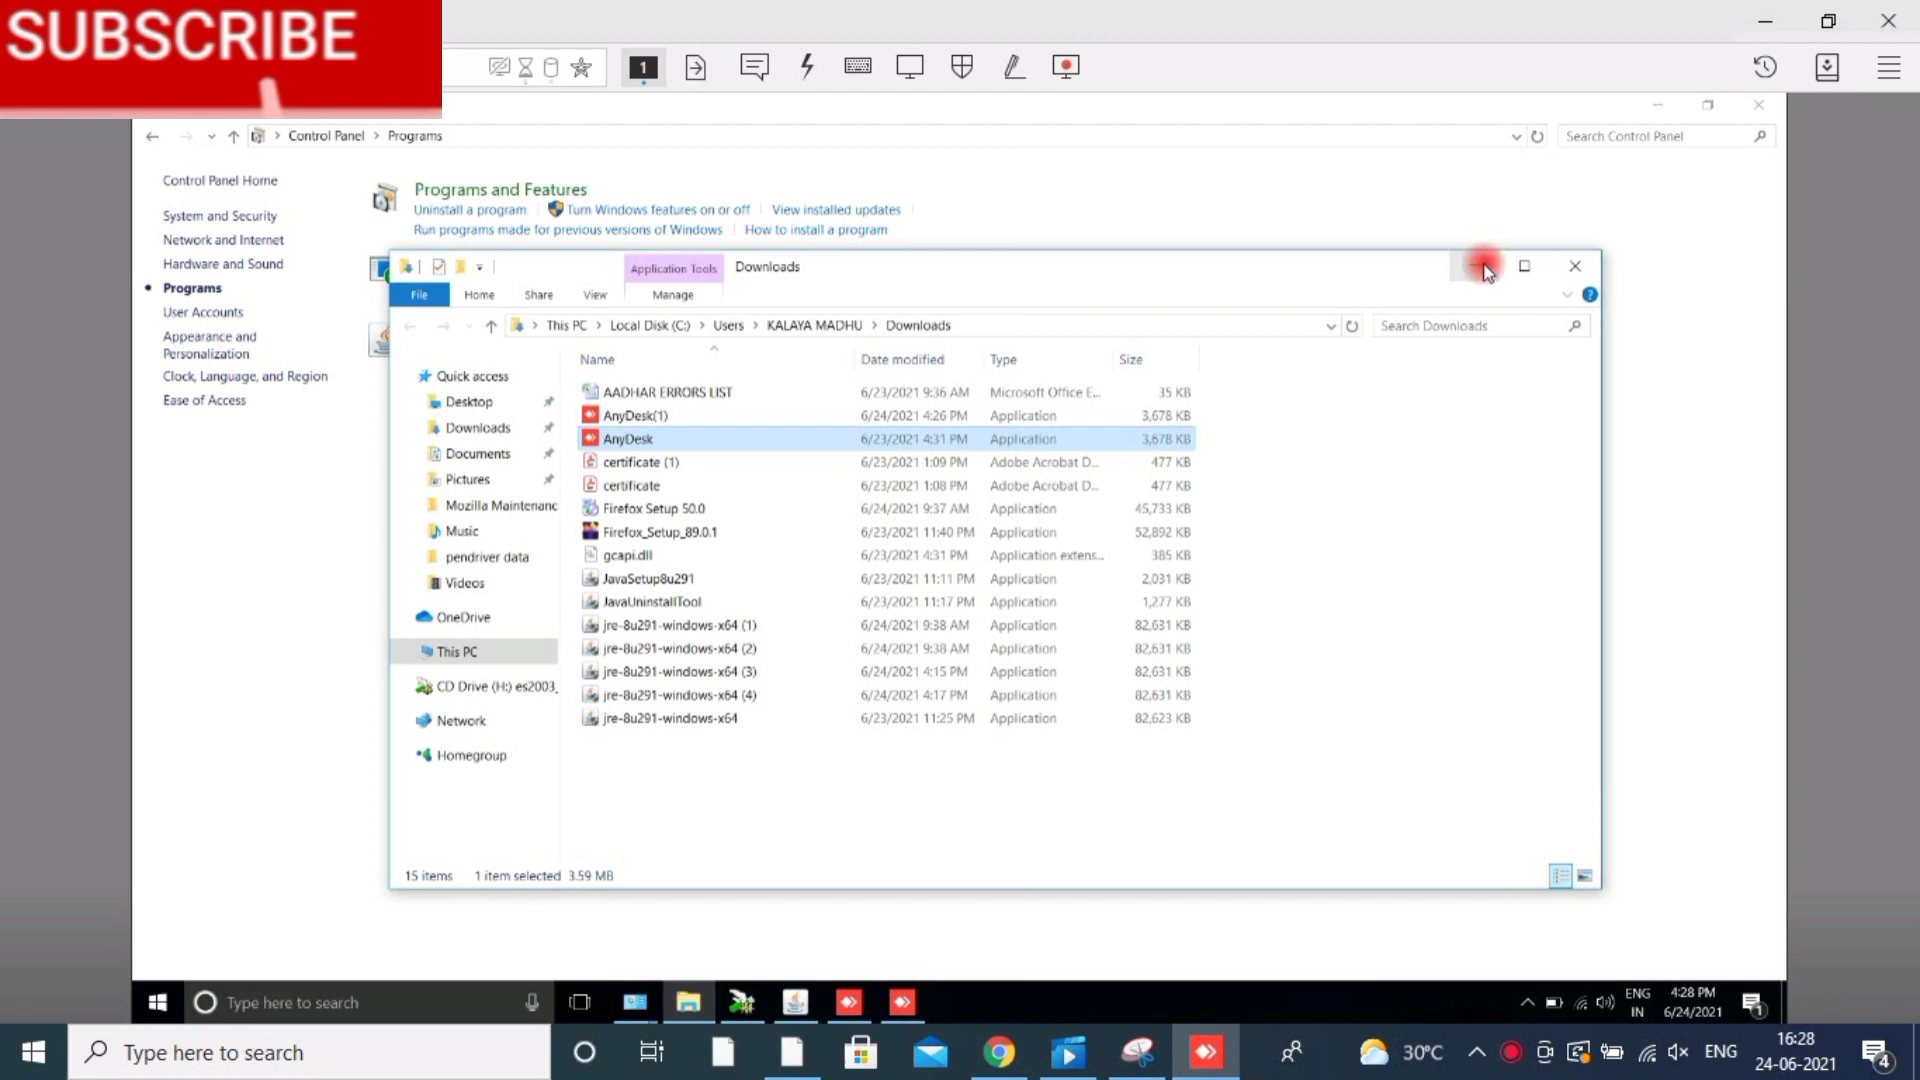 SUBSCRIBE
1
Control Panel > Programs
Search Control Panel
Control Panel Home
System and Security
Network and Internet
Hardware and Sound
Programs
User Accounts
Appearance and
Personalization
Clock, Language, and Region
Ease of Access
Programs and Features
Uninstall a program
Turn Windows features on or off
View installed updates
Run programs made for previous versions of Windows
How to install a program
Application Tools
Downloads
File
Home
Share
View
Manage
This PC > Local Disk (C:) > Users > KALAYA MADHU > Downloads
Search Downloads
Quick access
Desktop
Downloads
Documents
Pictures
Mozilla Maintenanc
Music
pendriver data
Videos
OneDrive
This PC
CD Drive (H:) es2003_
Network
Homegroup
Name Date modified Type Size
AADHAR ERRORS LIST 6/23/2021 9:36 AM Microsoft Office E... 35 KB
AnyDesk(1) 6/24/2021 4:26 PM Application 3,678 KB
AnyDesk 6/23/2021 4:31 PM Application 3,678 KB
certificate (1) 6/23/2021 1:09 PM Adobe Acrobat D... 477 KB
certificate 6/23/2021 1:08 PM Adobe Acrobat D... 477 KB
Firefox Setup 50.0 6/24/2021 9:37 AM Application 45,733 KB
Firefox_Setup_89.0.1 6/23/2021 11:40 PM Application 52,892 KB
gcapi.dll 6/23/2021 4:31 PM Application extens... 385 KB
JavaSetup8u291 6/23/2021 11:11 PM Application 2,031 KB
JavaUninstallTool 6/23/2021 11:17 PM Application 1,277 KB
jre-8u291-windows-x64 (1) 6/24/2021 9:38 AM Application 82,631 KB
jre-8u291-windows-x64 (2) 6/24/2021 9:38 AM Application 82,631 KB
jre-8u291-windows-x64 (3) 6/24/2021 4:15 PM Application 82,631 KB
jre-8u291-windows-x64 (4) 6/24/2021 4:17 PM Application 82,631 KB
jre-8u291-windows-x64 6/23/2021 11:25 PM Application 82,623 KB
15 items 1 item selected 3.59 MB
Type here to search
ENG
IN
4:28 PM
6/24/2021
1
Type here to search
30°C
ENG
16:28
24-06-2021
4